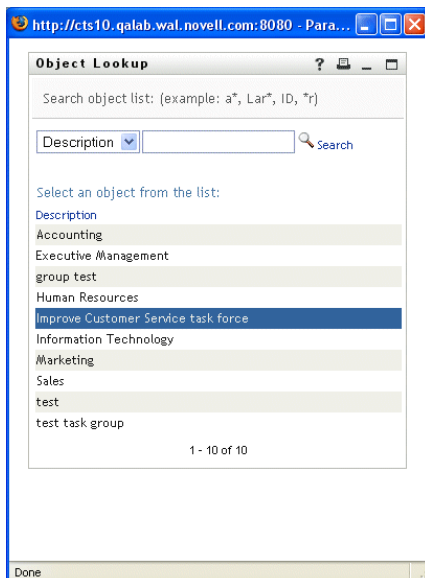 http://cts10.qalab.wal.novell.com:8080 - Para...
Object Lookup ?
Search object list: (example: a*, Lar*, ID, *r)
Description Search
Select an object from the list:
Description
Accounting
Executive Management
group test
Human Resources
Improve Customer Service task force
Information Technology
Marketing
Sales
test
test task group
1 - 10 of 10
Done